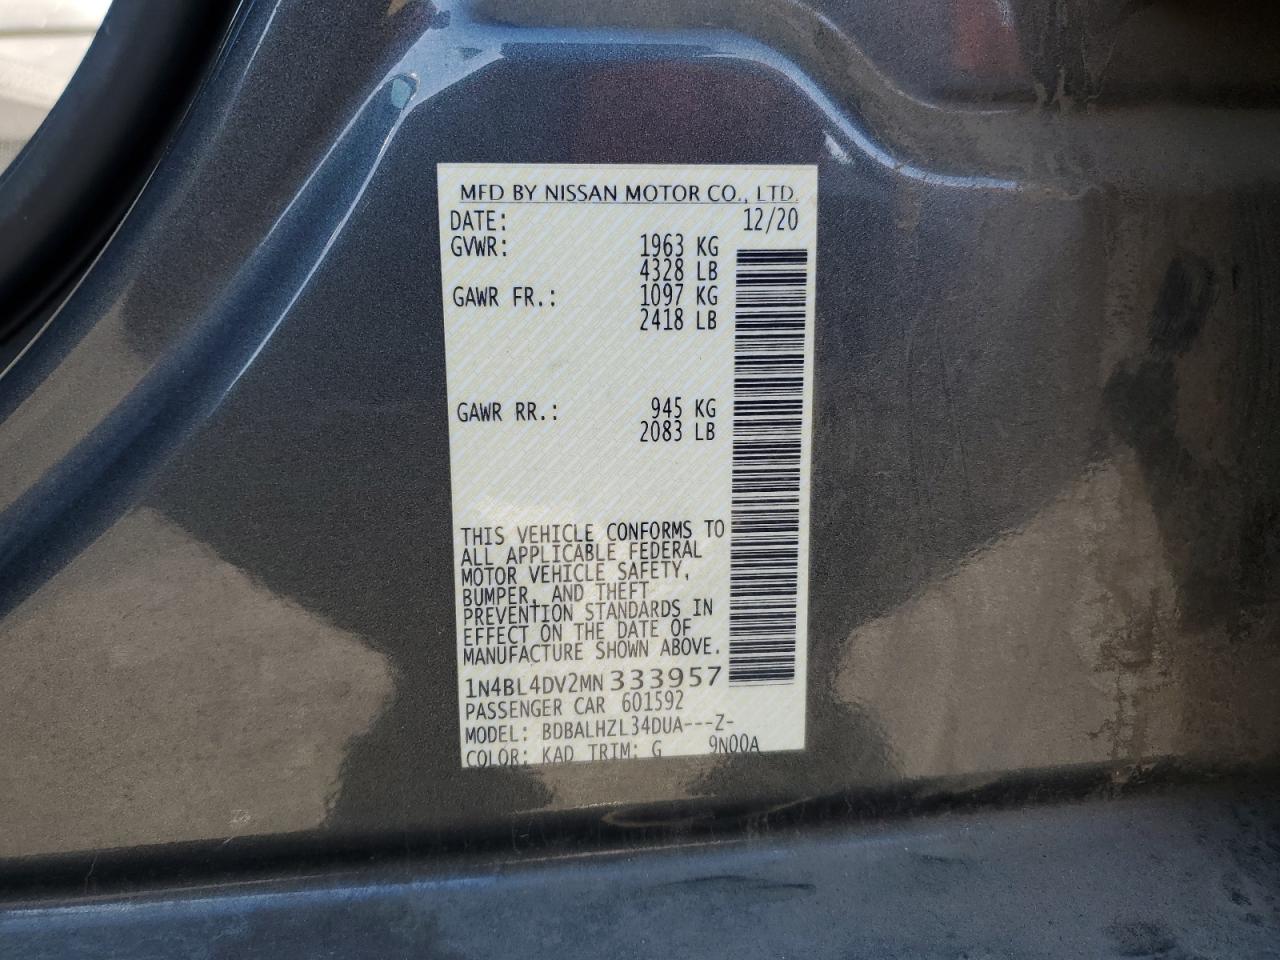 MFD BY NISSAN MOTOR CO., LTD.
DATE: 12/20
GVWR: 1963 KG
4328 LB
GAWR FR.: 1097 KG
2418 LB
GAWR RR.: 945 KG
2083 LB
THIS VEHICLE CONFORMS TO
ALL APPLICABLE FEDERAL
MOTOR VEHICLE SAFETY,
BUMPER, AND THEFT
PREVENTION STANDARDS IN
EFFECT ON THE DATE OF
MANUFACTURE SHOWN ABOVE.
1N4BL4DV2MN333957
PASSENGER CAR 601592
MODEL: BDBALHZL34DUA---Z-
COLOR: KAD TRIM: G 9N00A